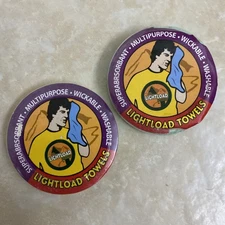 SUPERABSORBANT · MULTIPURPOSE · WICKABLE · WASHABLE
LIGHTLOAD
LIGHTLOAD TOWELS
SUPERABSORBANT · MULTIPURPOSE · WICKABLE · WASHABLE
LIGHTLOAD
LIGHTLOAD TOWELS